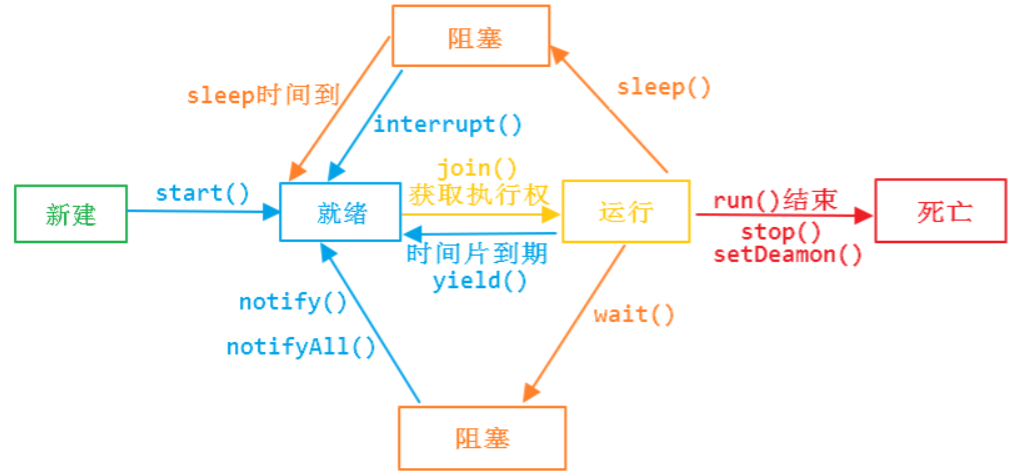 阻塞
sleep()
sleep时间到
interrupt()
join()
获取执行权
新建
start()
就绪
运行
run()结束
死亡
stop()
setDeamon()
时间片到期
yield()
notify()
wait()
notifyAll()
阻塞